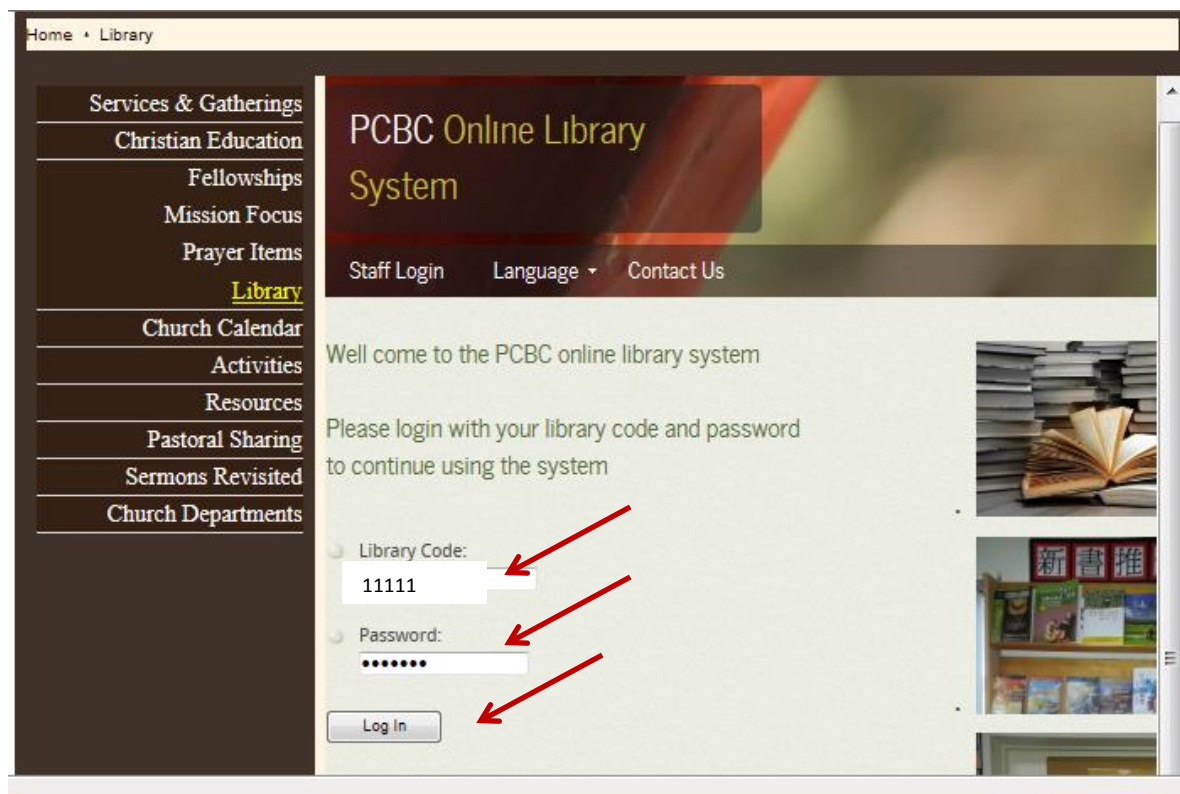 Home • Library
Services & Gatherings
Christian Education
Fellowships
Mission Focus
Prayer Items
Library
Church Calendar
Activities
Resources
Pastoral Sharing
Sermons Revisited
Church Departments
PCBC Online Library
System
Staff Login Language Contact Us
Well come to the PCBC online library system
Please login with your library code and password
to continue using the system
Library Code:
11111
Password:
•••••••
Log In
新書推